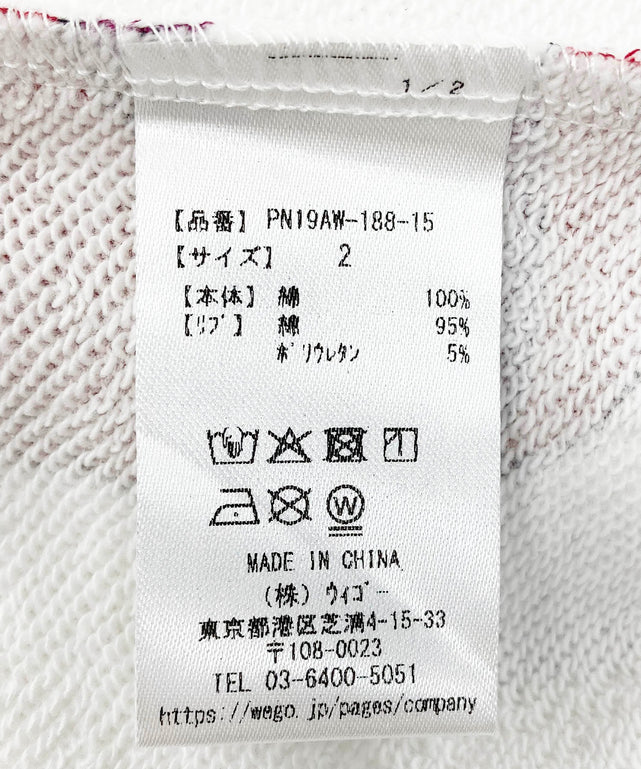 1/2
【品番】 PN19AW-188-15
【サイズ】 2
【本体】 綿 100%
【ﾘﾌﾞ】 綿 95%
ﾎﾟﾘｳﾚﾀﾝ 5%
W
MADE IN CHINA
(株) ｳｨｺﾞｰ
東京都港区芝浦4-15-33
〒108-0023
TEL 03-6400-5051
https://wego.jp/pages/company